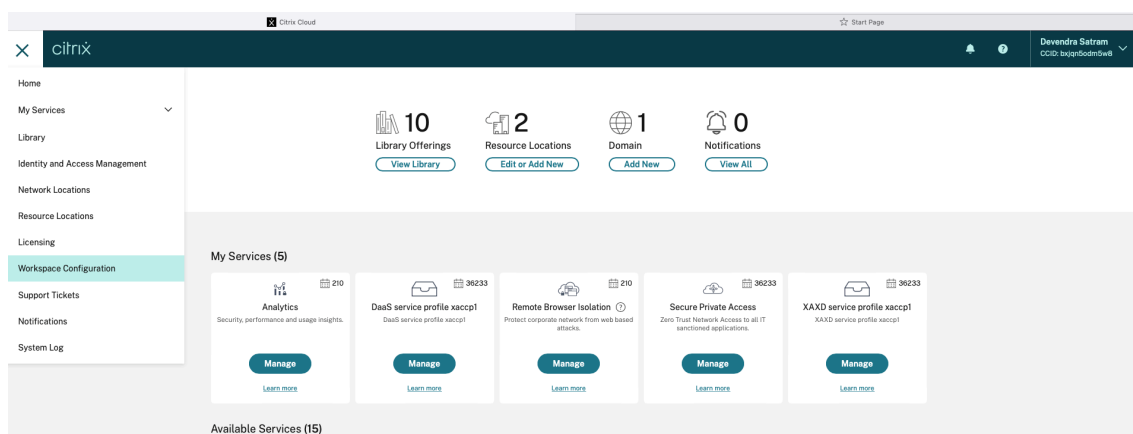 Citrix Cloud
Start Page
citrix
Devendra Satram
CCID: bxjqn5odm5w8
Home
My Services
Library
Identity and Access Management
Network Locations
Resource Locations
Licensing
Workspace Configuration
Support Tickets
Notifications
System Log
10
Library Offerings
View Library
2
Resource Locations
Edit or Add New
1
Domain
Add New
0
Notifications
View All
My Services (5)
210
Analytics
Security, performance and usage insights.
Manage
Learn more
36233
DaaS service profile xaccp1
DaaS service profile xaccp1
Manage
Learn more
210
Remote Browser Isolation ?
Protect corporate network from web based
attacks.
Manage
Learn more
36233
Secure Private Access
Zero Trust Network Access to all IT
sanctioned applications.
Manage
Learn more
36233
XAXD service profile xaccp1
XAXD service profile xaccp1
Manage
Learn more
Available Services (15)